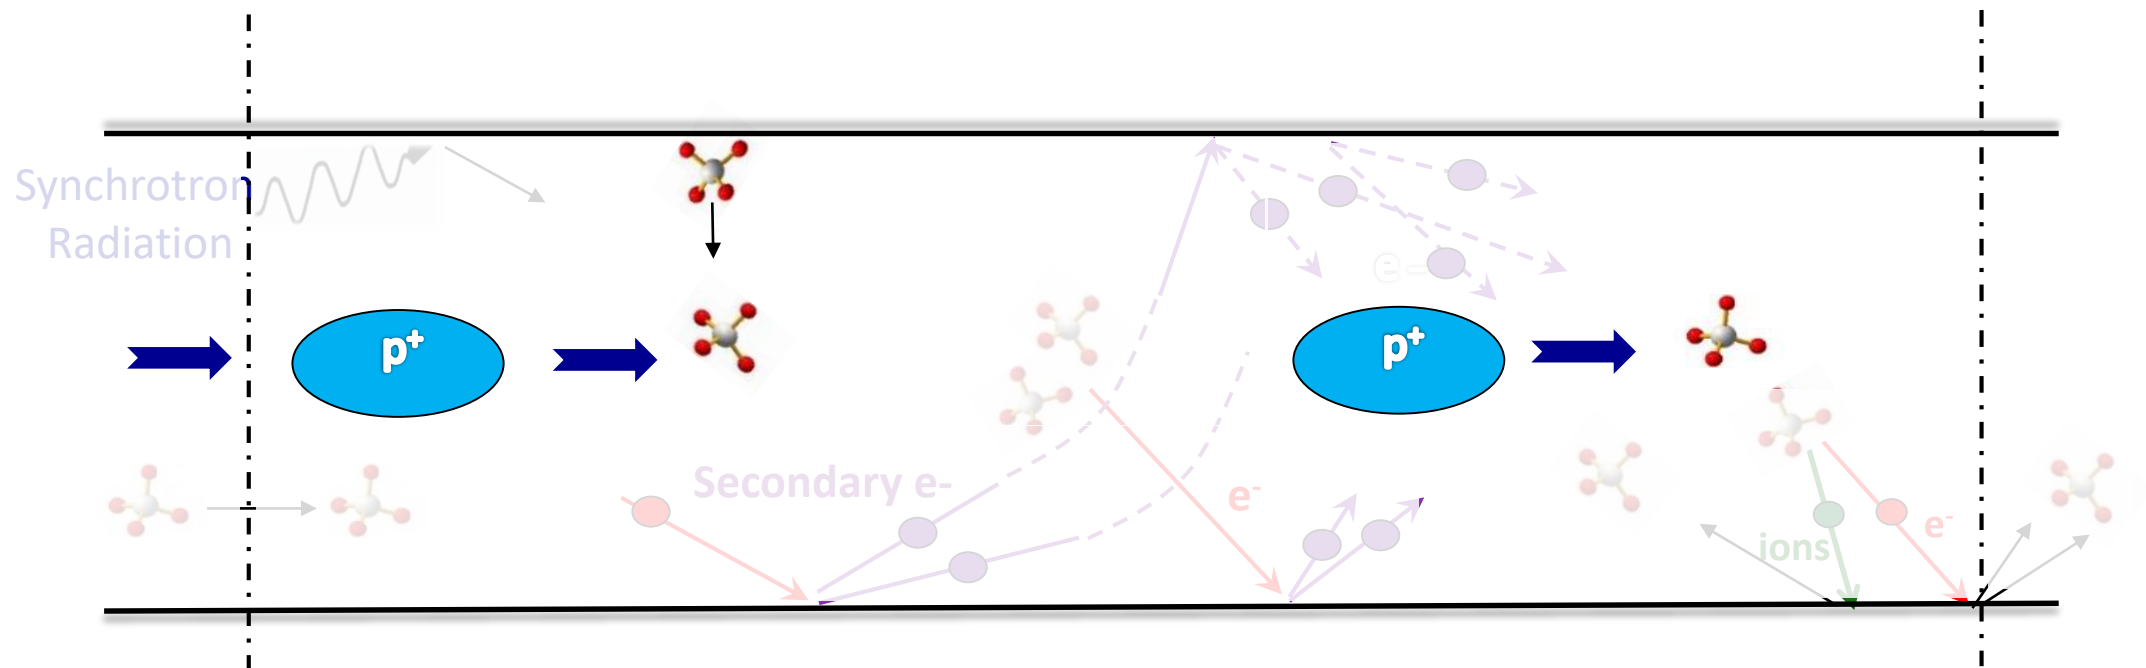 Synchrotron
Radiation
e –
p⁺
p⁺
Secondary e-
e⁻
e⁻
ions